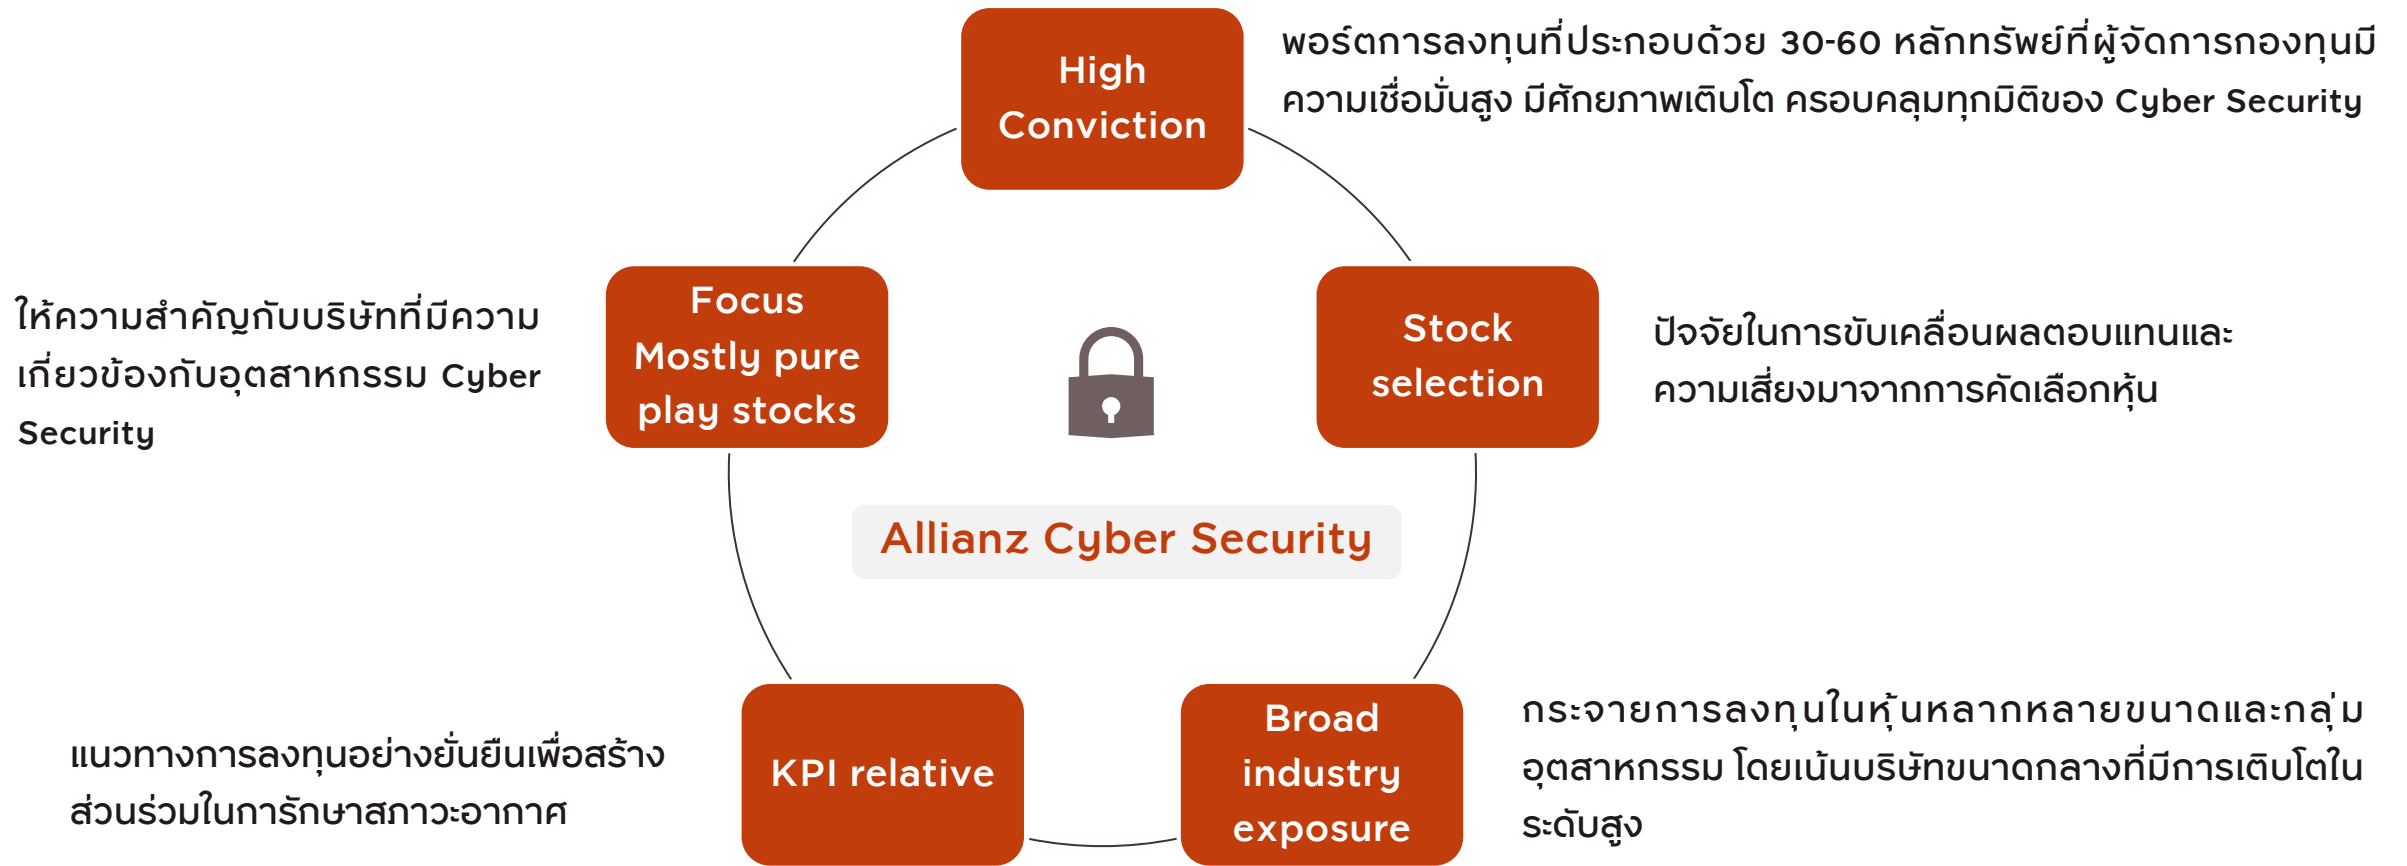 High
Conviction
พอร์ตการลงทุนที่ประกอบด้วย 30-60 หลักทรัพย์ที่ผู้จัดการกองทุนมี
ความเชื่อมั่นสูง มีศักยภาพเติบโต ครอบคลุมทุกมิติของ Cyber Security
ให้ความสำคัญกับบริษัทที่มีความ
เกี่ยวข้องกับอุตสาหกรรม Cyber
Security
Focus
Mostly pure
play stocks
Stock
selection
ปัจจัยในการขับเคลื่อนผลตอบแทนและ
ความเสี่ยงมาจากการคัดเลือกหุ้น
Allianz Cyber Security
แนวทางการลงทุนอย่างยั่นยืนเพื่อสร้าง
ส่วนร่วมในการักษาสภาวะอากาศ
KPI relative
Broad
industry
exposure
กระจายการลงทุนในหุ้นหลากหลายขนาดและกลุ่ม
อุตสาหกรรม โดยเน้นบริษัทขนาดกลางที่มีการเติบโตใน
ระดับสูง